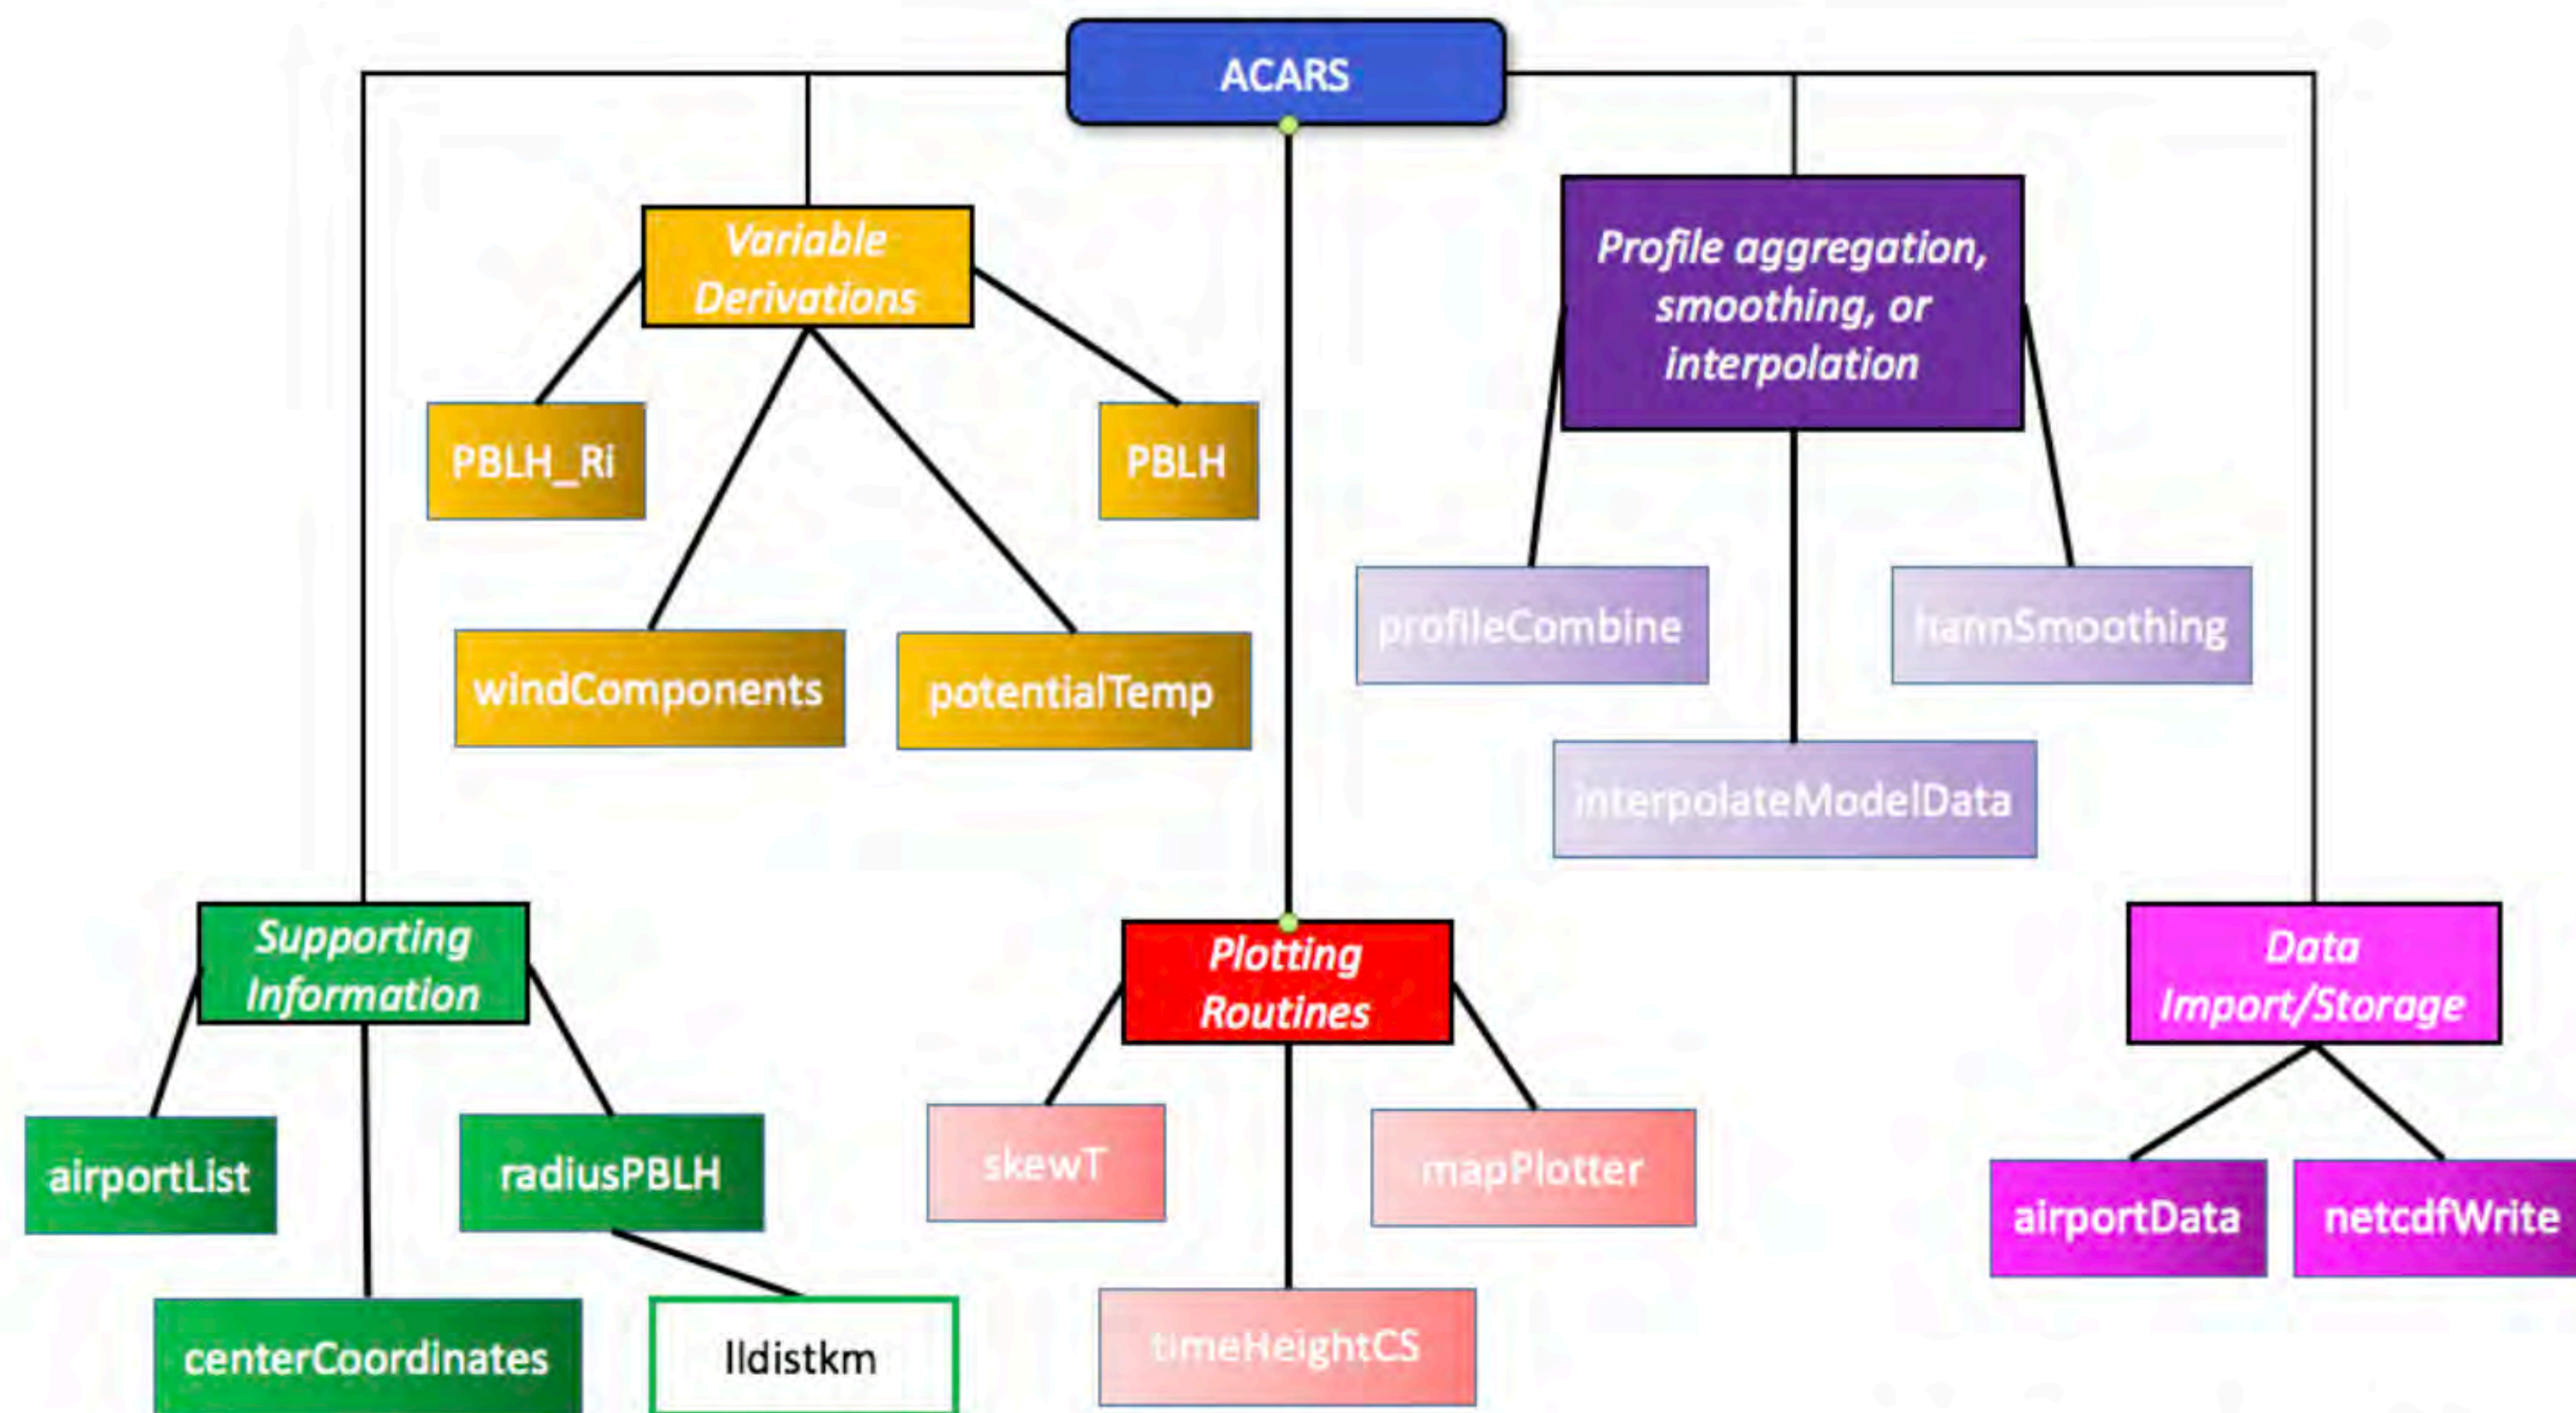 ACARS
Variable
Derivations
Profile aggregation,
smoothing, or
interpolation
PBLH_Ri
PBLH
windComponents
potentialTemp
profileCombine
hannSmoothing
interpolateModelData
Supporting
Information
Plotting
Routines
Data
Import/Storage
airportList
radiusPBLH
skewT
mapPlotter
airportData
netcdfWrite
centerCoordinates
lldistkm
timeHeightCS